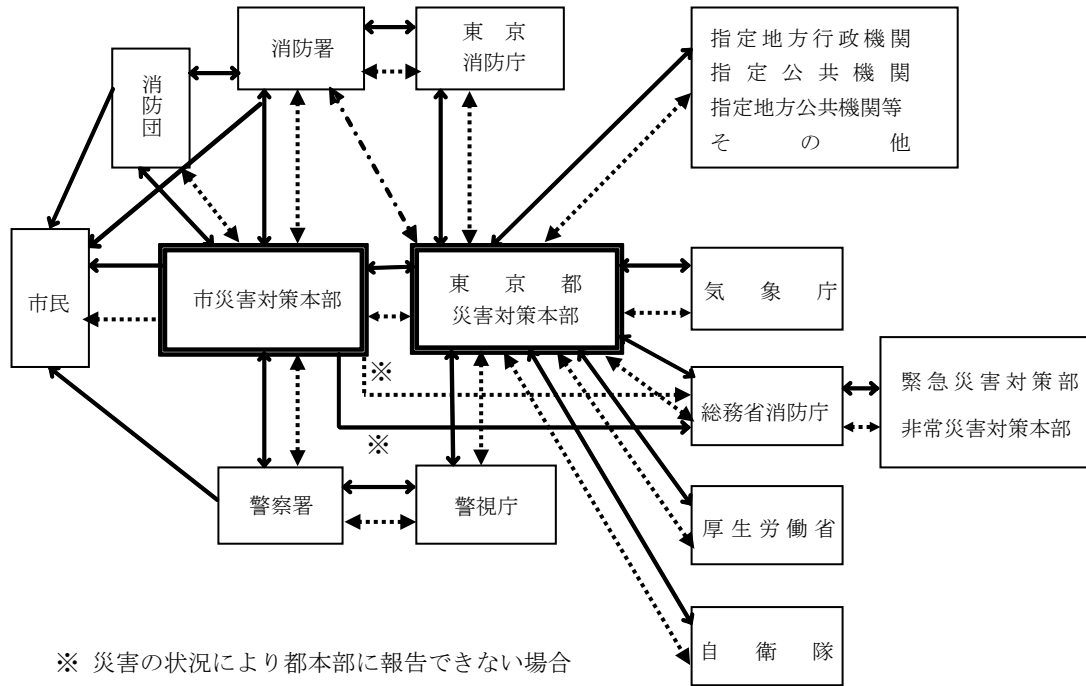 消防署
東京
消防庁
指定地方行政機関
指定公共機関
指定地方公共機関等
その他
消防団
市民
市災害対策本部
東京都
災害対策本部
気象庁
※
※
総務省消防庁
緊急災害対策部
非常災害対策本部
警察署
警視庁
厚生労働省
自衛隊
※ 災害の状況により都本部に報告できない場合